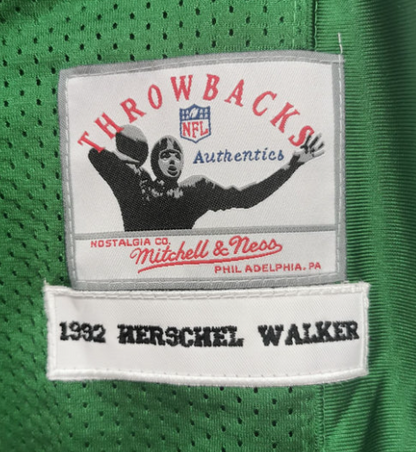 THROWBACKS
NFL
Authentics
NOSTALGIA CO.
Mitchell & Ness
PHILADELPHIA, PA
1992 HERSCHEL WALKER